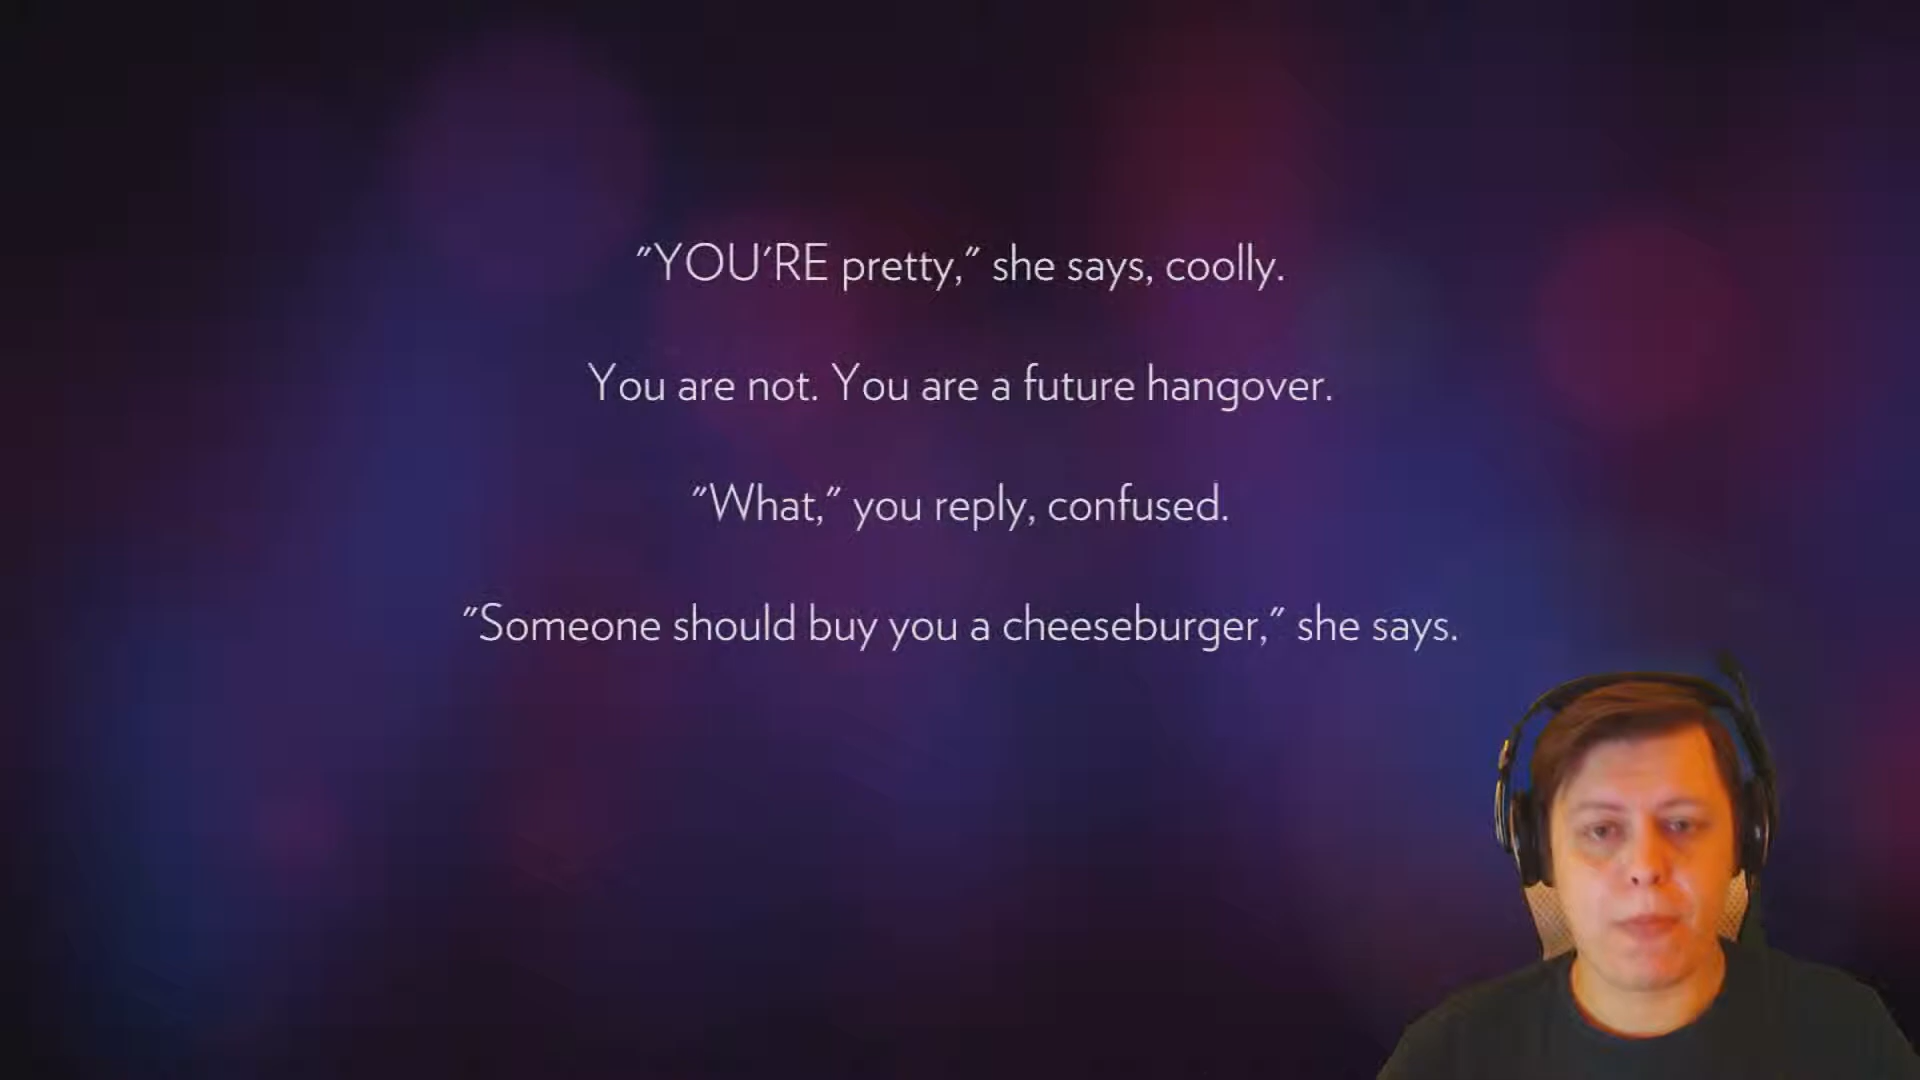 "YOU'RE pretty," she says, coolly.
You are not. You are a future hangover.
"What," you reply, confused.
"Someone should buy you a cheeseburger," she says.